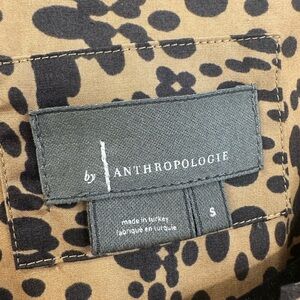 by ANTHROPOLOGIE
made in turkey
fabriqué en turquie
S